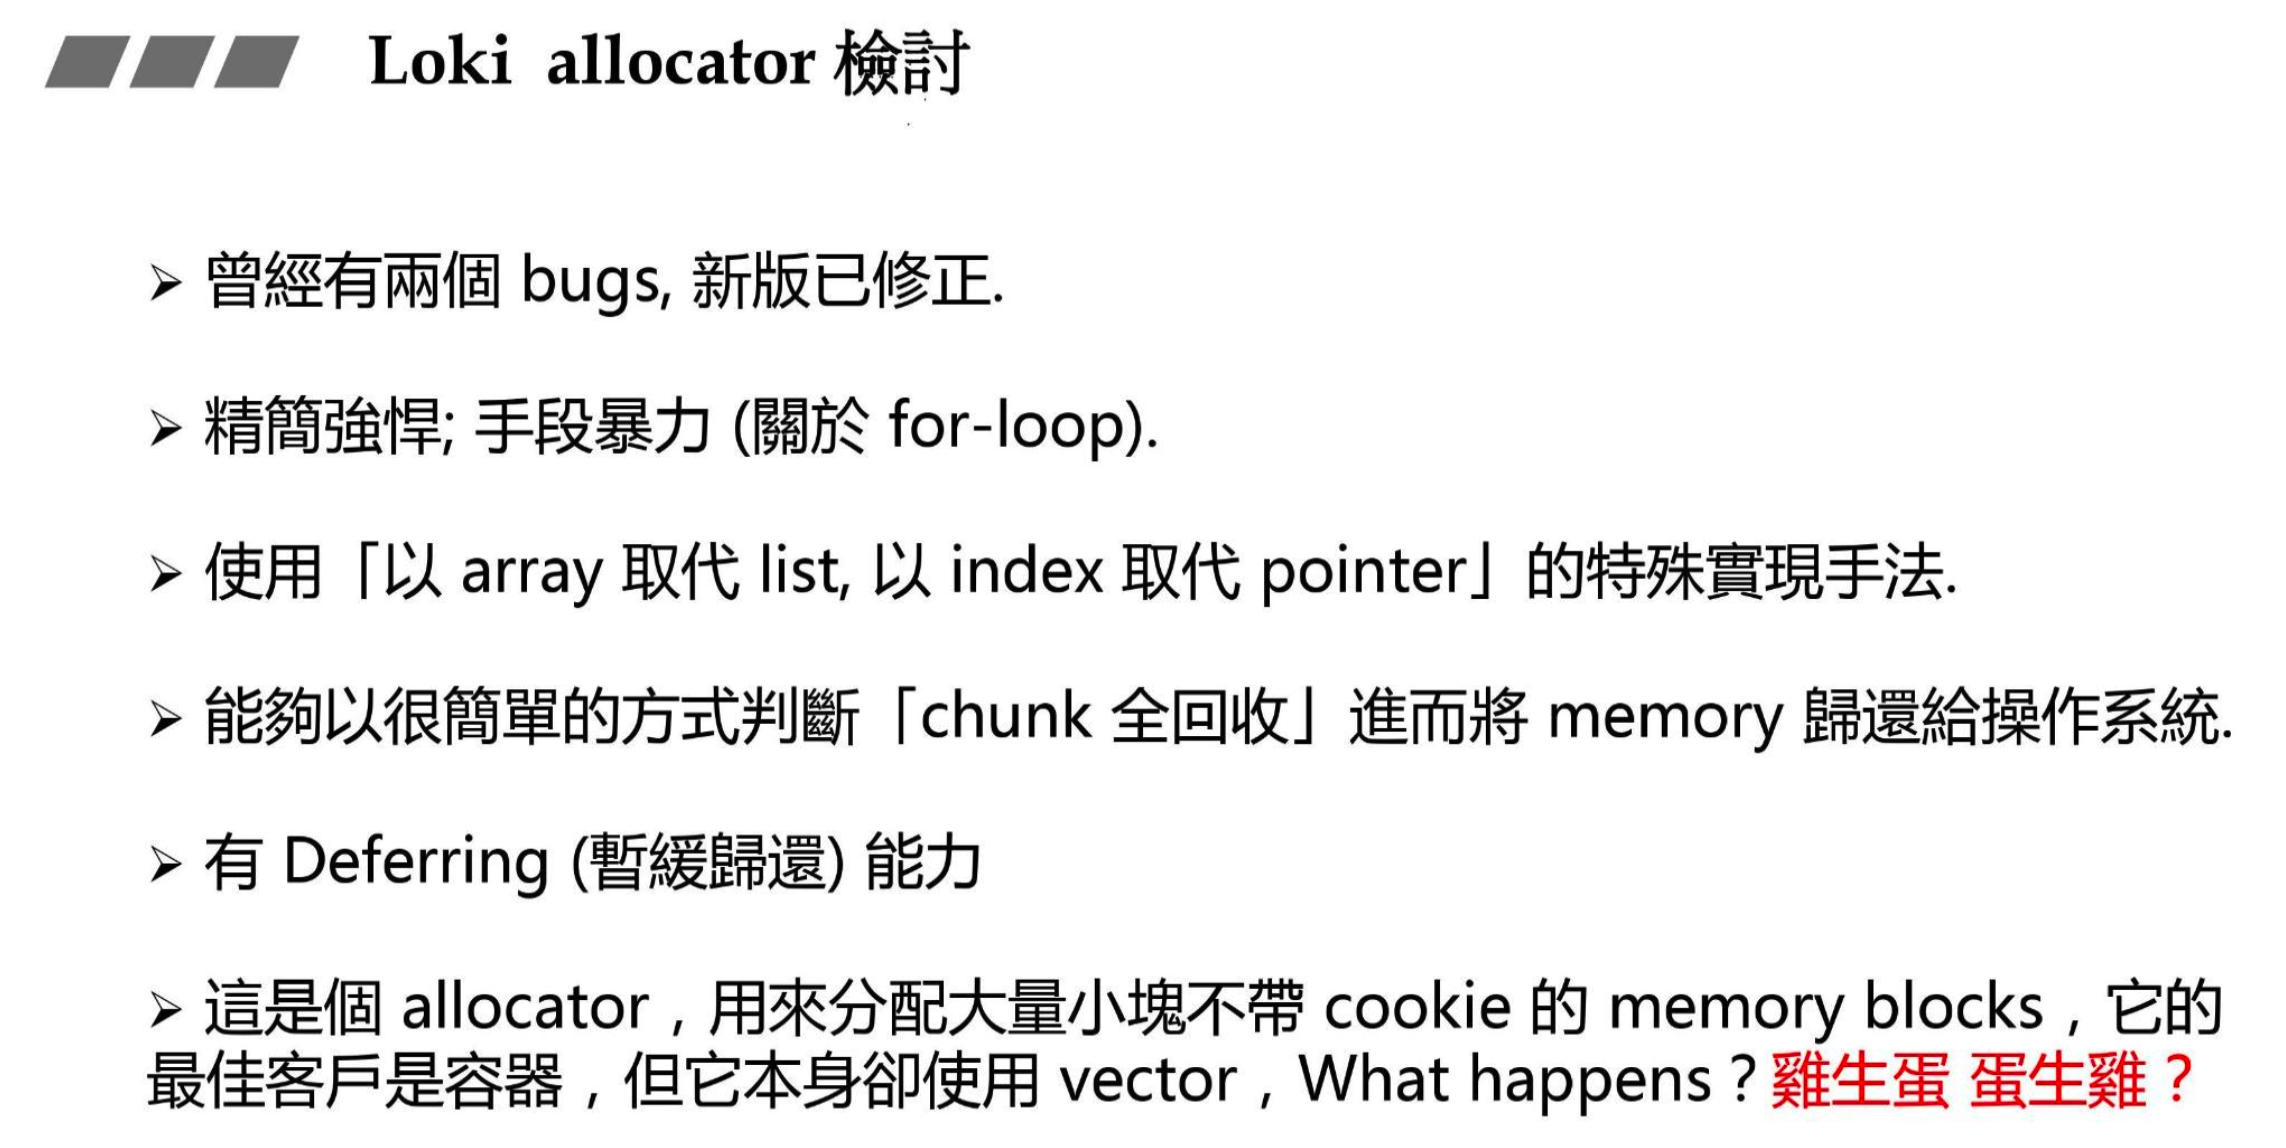 Loki allocator 檢討
➢ 曾經有兩個 bugs, 新版已修正.
➢ 精簡強悍; 手段暴力 (關於 for-loop).
➢ 使用「以 array 取代 list, 以 index 取代 pointer」的特殊實現手法.
➢ 能夠以很簡單的方式判斷「chunk 全回收」進而將 memory 歸還給操作系統.
➢ 有 Deferring (暫緩歸還) 能力
➢ 這是個 allocator，用來分配大量小塊不帶 cookie 的 memory blocks，它的
最佳客戶是容器，但它本身卻使用 vector，What happens？雞生蛋 蛋生雞？